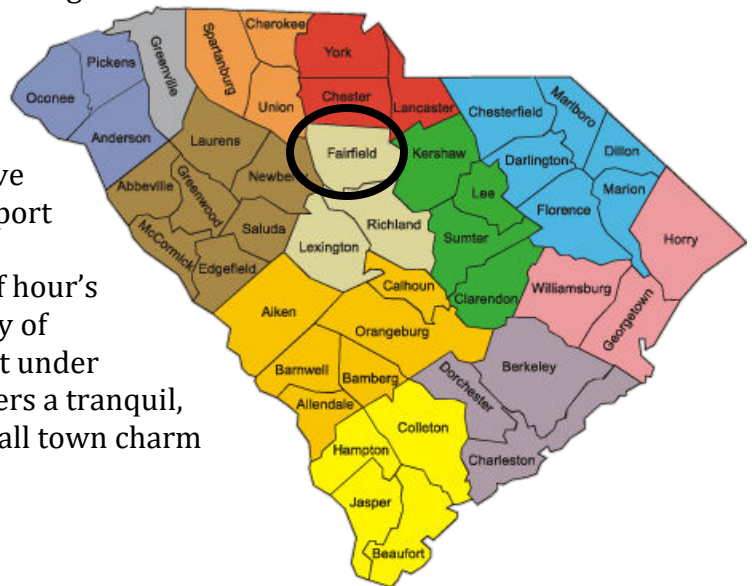 Cherokee
York
Spartanburg
Greenville
Pickens
Oconee
Union
Chester
Lancaster
Chesterfield
Marlboro
Anderson
Laurens
Fairfield
Kershaw
Darlington
Dillon
Abbeville
Greenwood
Newber
Lee
Marion
port
Richland
Florence
McCormick
Saluda
Lexington
Sumter
Horry
Edgefield
hour's
Calhoun
Clarendon
Williamsburg
Georgetown
y of
Aiken
Orangeburg
t under
Barnwell
Bamberg
Berkeley
ers a tranquil,
Allendale
Dorchester
all town charm
Colleton
Hampton
Charleston
Jasper
Beaufort